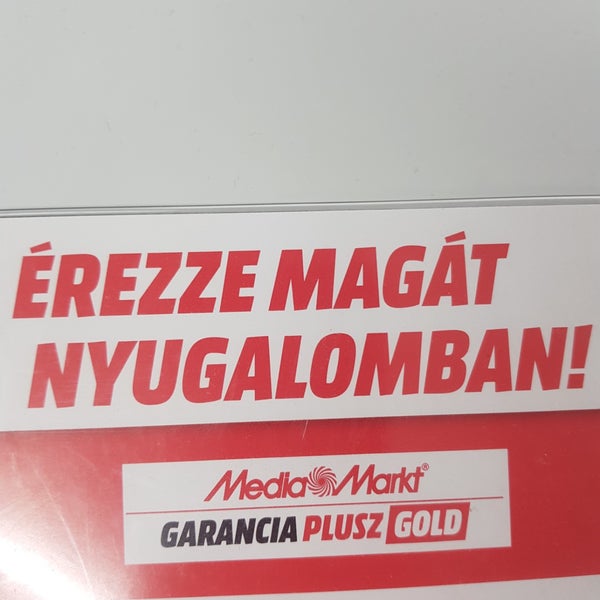 ÉREZZE MAGÁT
NYUGALOMBAN!
MediaMarkt®
GARANCIA PLUSZ GOLD